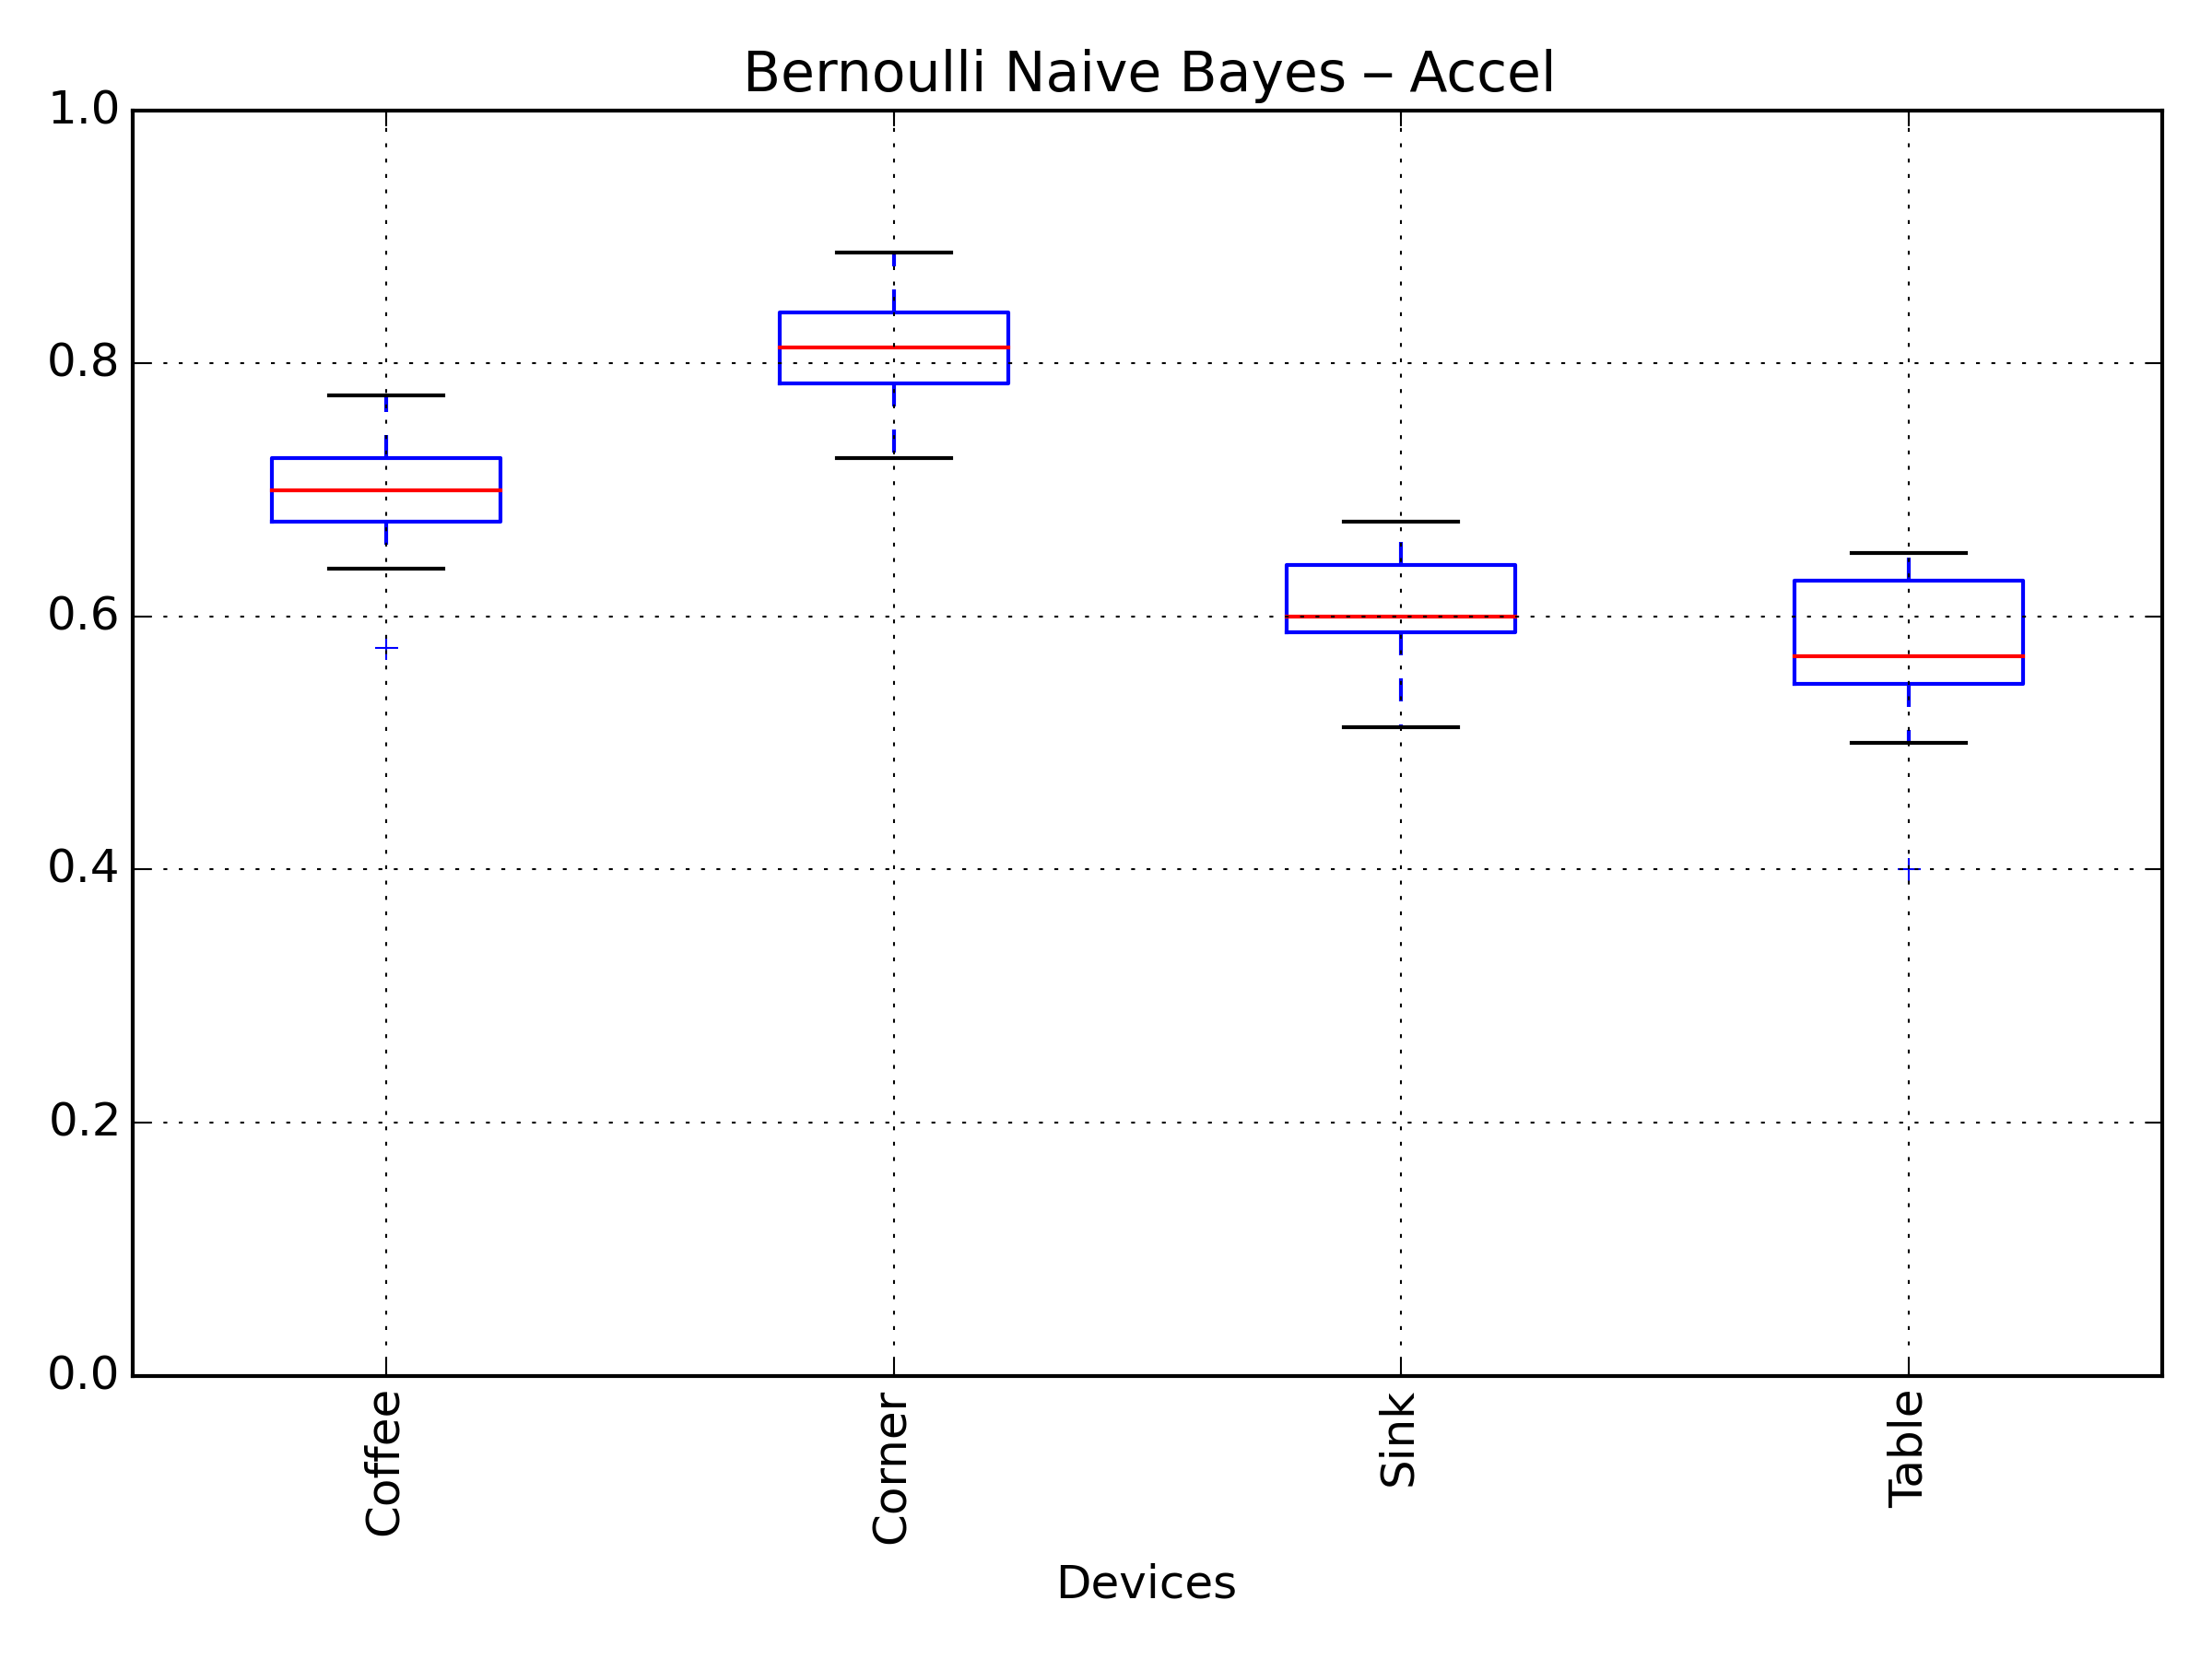 Bernoulli Naive Bayes – Accel
1.0
0.8
0.6
0.4
0.2
0.0
Coffee
Corner
Sink
Table
Devices